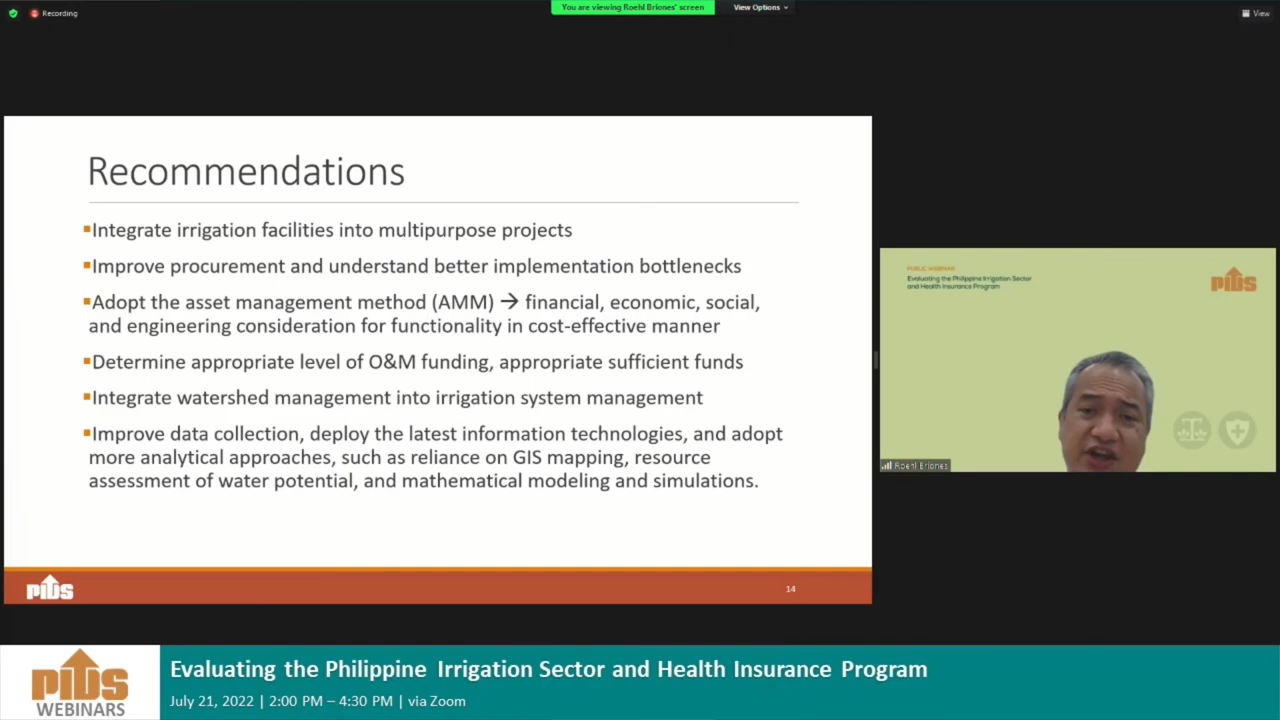 Recording
You are viewing Roehl Briones' screen
View Options
View
Recommendations
▪Integrate irrigation facilities into multipurpose projects
▪Improve procurement and understand better implementation bottlenecks
▪Adopt the asset management method (AMM) → financial, economic, social,
and engineering consideration for functionality in cost-effective manner
▪Determine appropriate level of O&M funding, appropriate sufficient funds
▪Integrate watershed management into irrigation system management
▪Improve data collection, deploy the latest information technologies, and adopt
more analytical approaches, such as reliance on GIS mapping, resource
assessment of water potential, and mathematical modeling and simulations.
PIDS
14
PUBLIC WEBINAR
Evaluating the Philippine Irrigation Sector
and Health Insurance Program
PIDS
Roehl Briones
PIDS
WEBINARS
Evaluating the Philippine Irrigation Sector and Health Insurance Program
July 21, 2022 | 2:00 PM – 4:30 PM | via Zoom